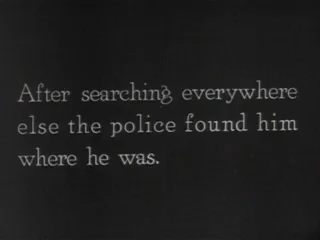 After searching everywhere
else the police found him
where he was.